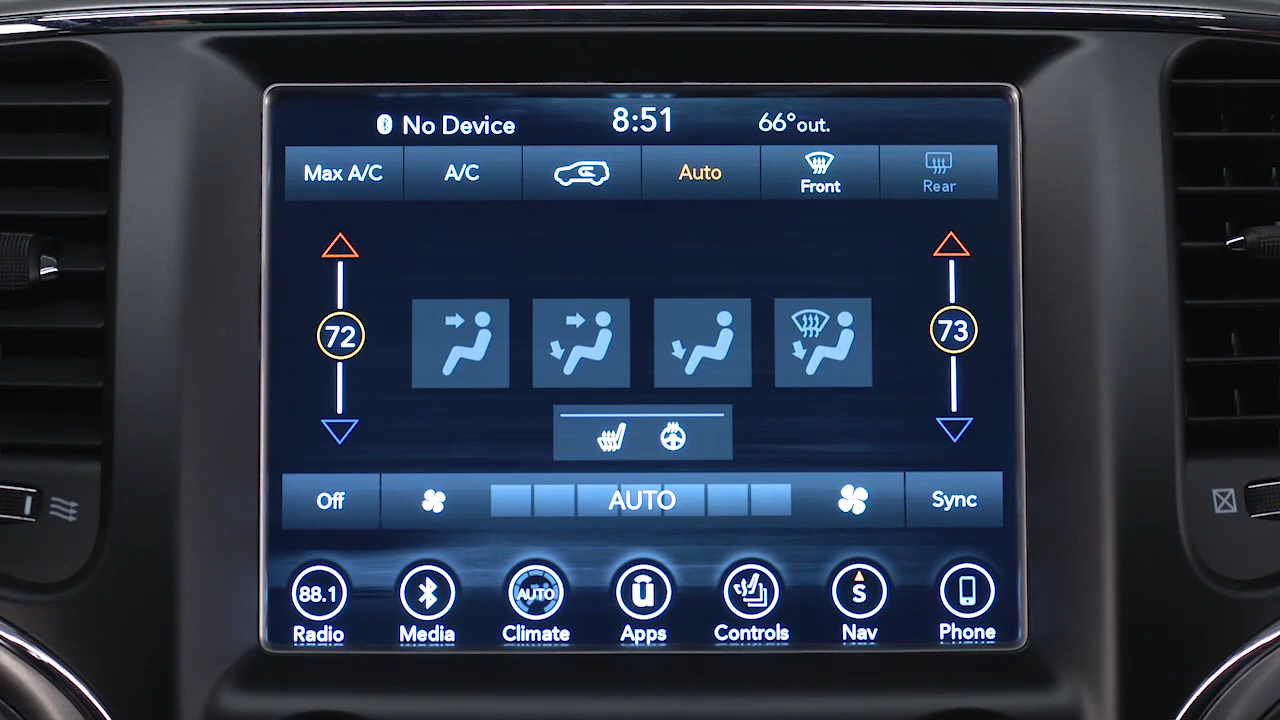 No Device 8:51 66° out.
Max A/C A/C Auto Front Rear
72 73
Off AUTO Sync
88.1 AUTO S
Radio Media Climate Apps Controls Nav Phone